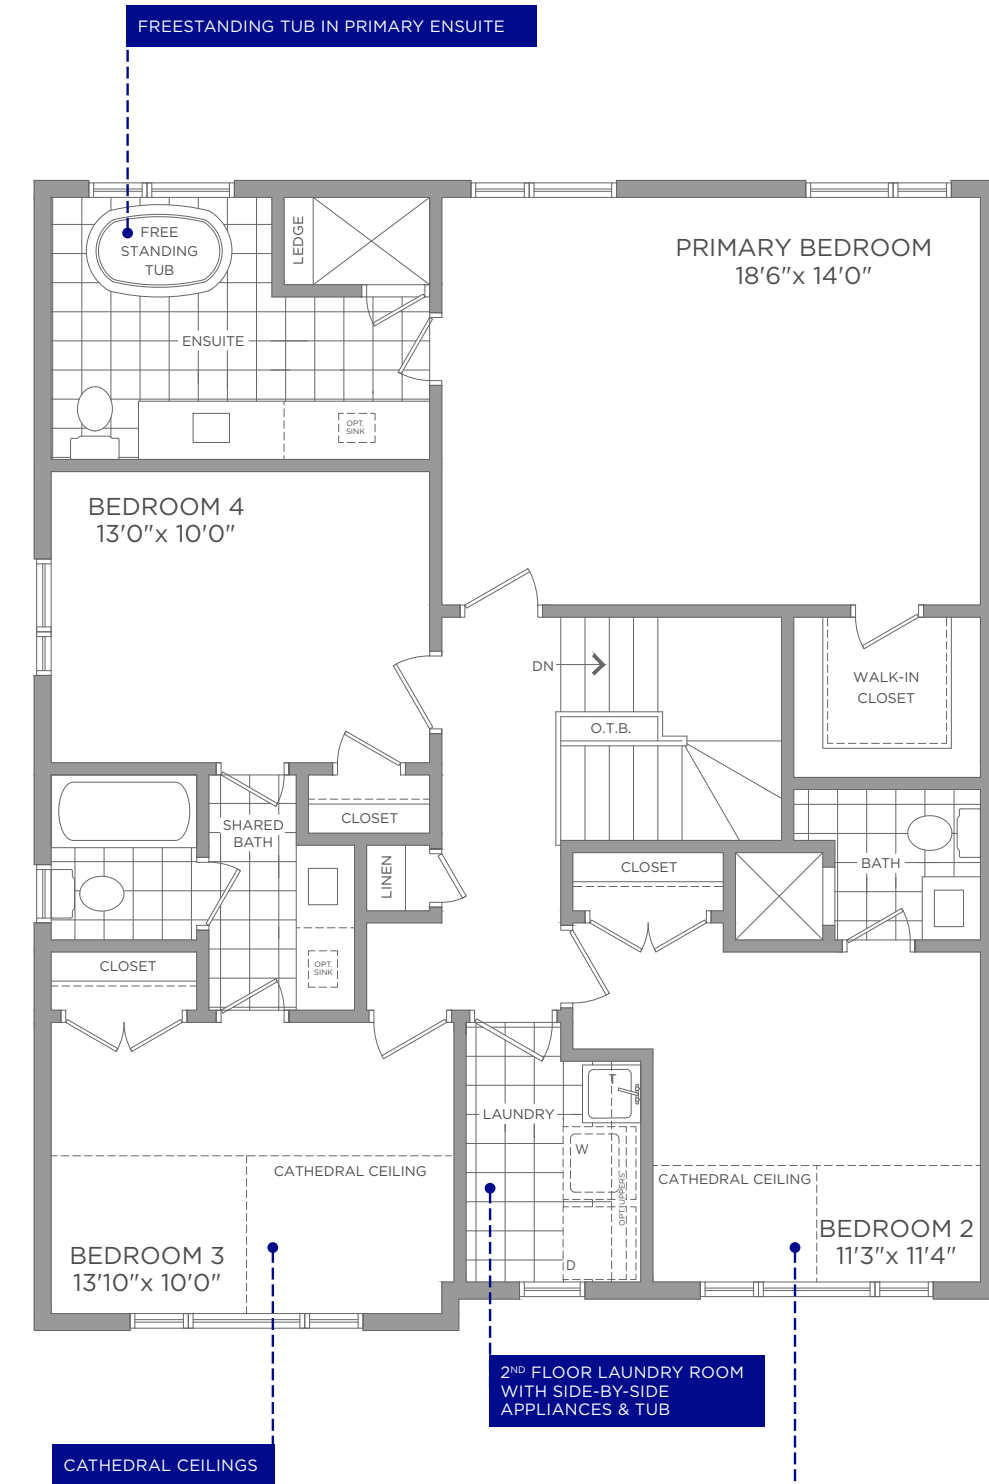 FREESTANDING TUB IN PRIMARY ENSUITE
FREE
STANDING
TUB
LEDGE
PRIMARY BEDROOM
18'6"x 14'0"
ENSUITE
OPT.
SINK
BEDROOM 4
13'0"x 10'0"
DN
WALK-IN
CLOSET
O.T.B.
CLOSET
SHARED
BATH
LINEN
CLOSET
BATH
CLOSET
OPT.
SINK
LAUNDRY
T
W
OPT. UPPERS
D
CATHEDRAL CEILING
CATHEDRAL CEILING
BEDROOM 3
13'10"x 10'0"
BEDROOM 2
11'3"x 11'4"
2ND FLOOR LAUNDRY ROOM
WITH SIDE-BY-SIDE
APPLIANCES & TUB
CATHEDRAL CEILINGS